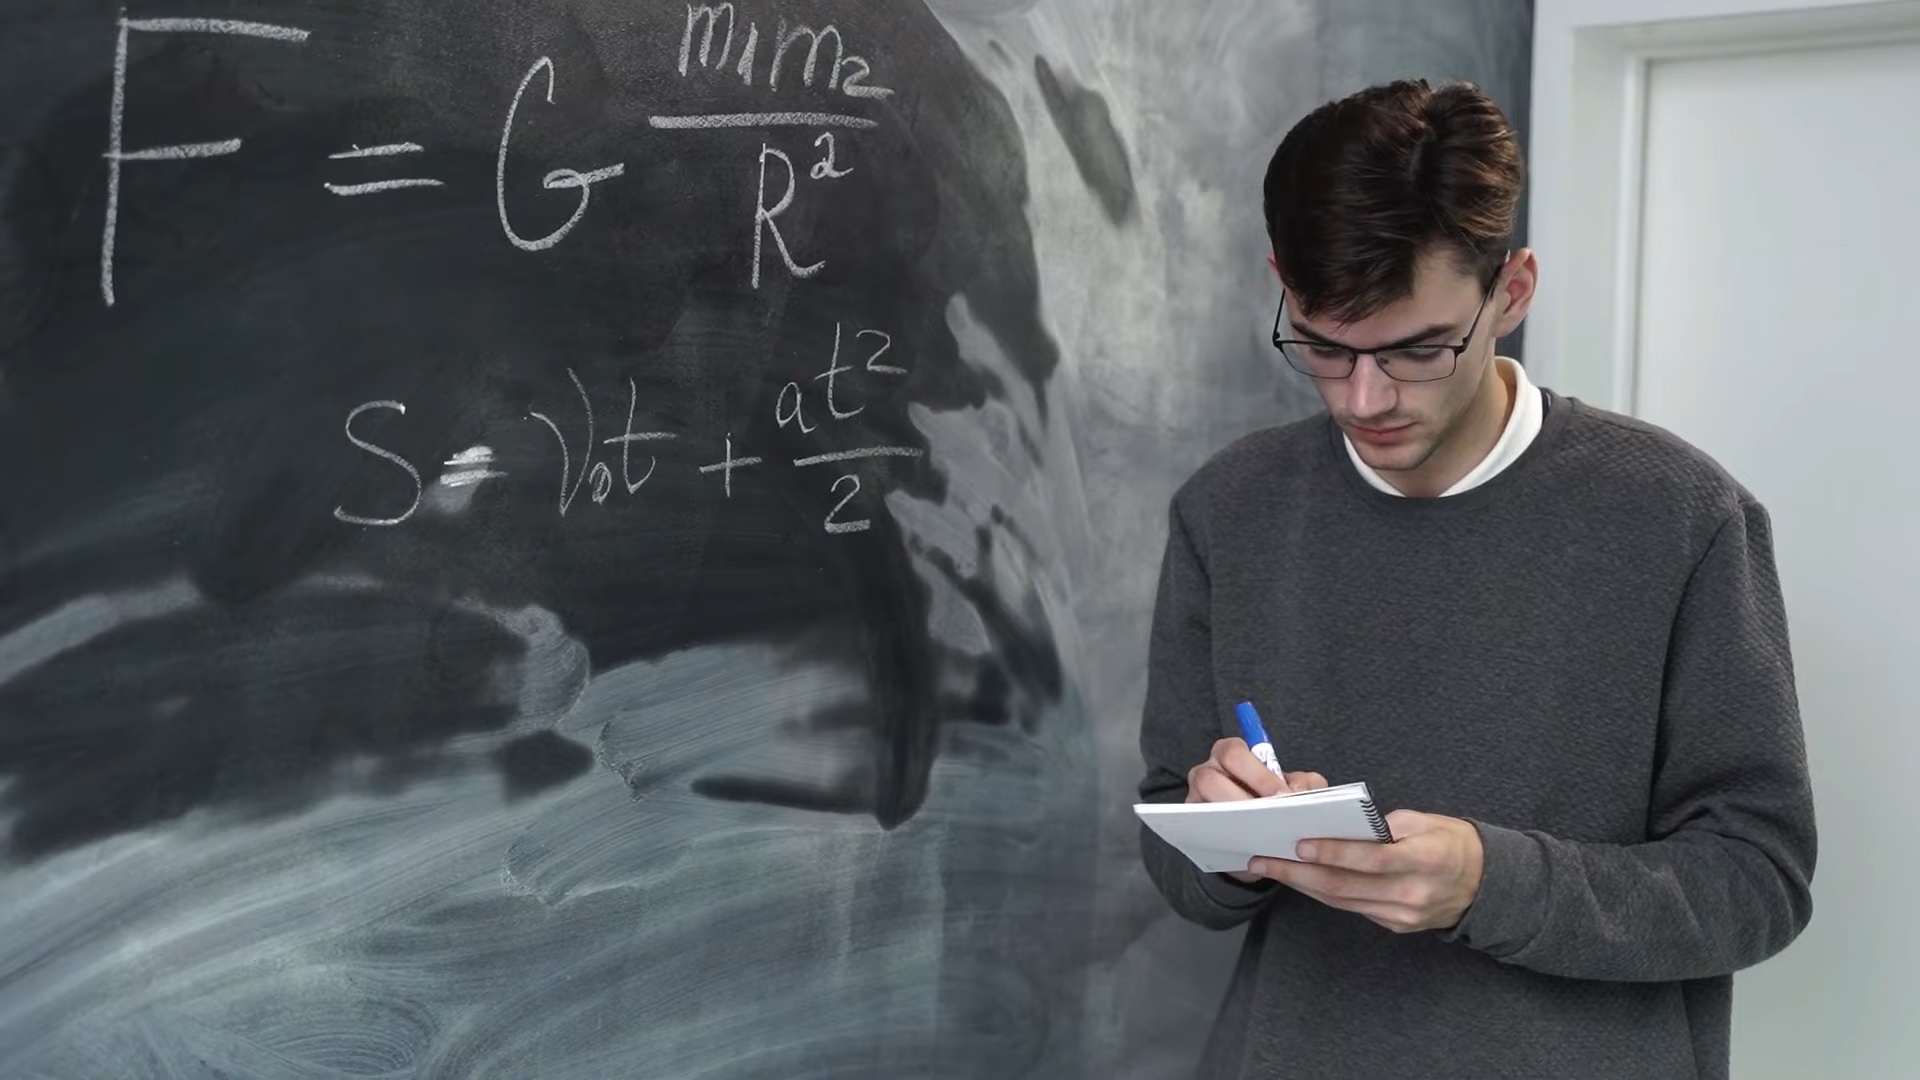 F = G m₁m₂/R²
S = V₀t + at²/2